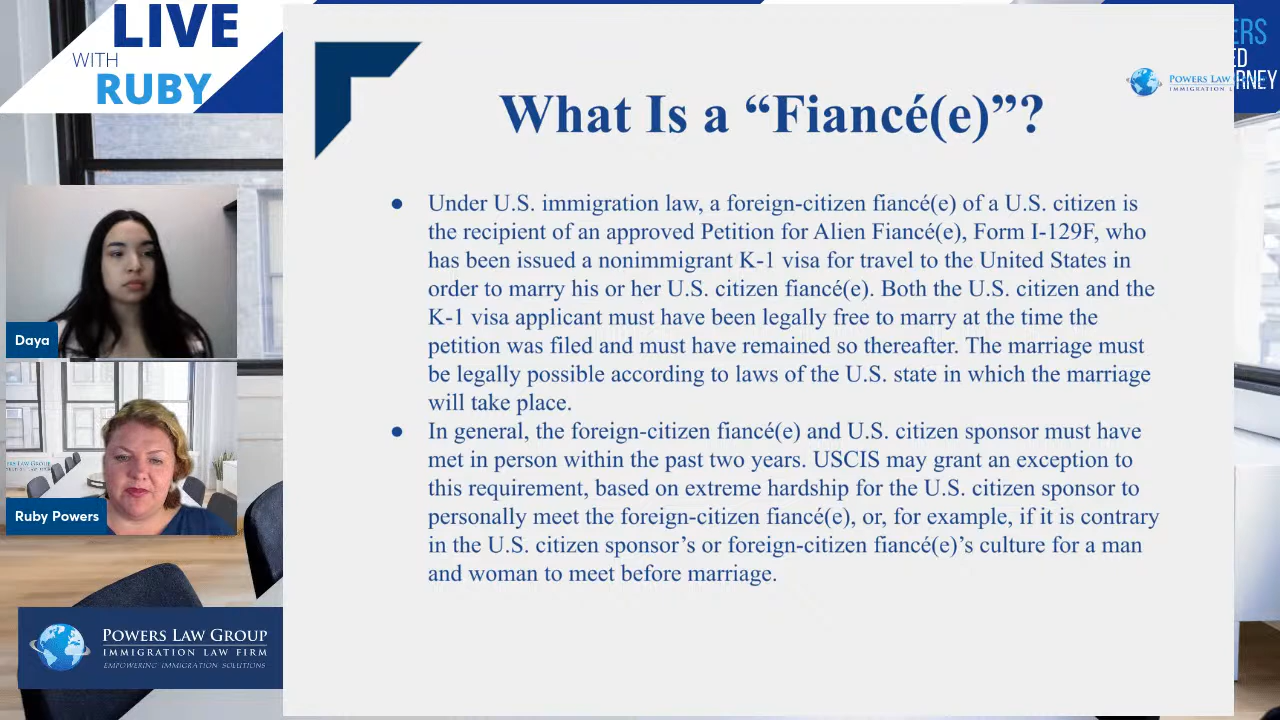 LIVE
WITH
RUBY
ERS
ED
RNEY
POWERS LAW
IMMIGRATION L
What Is a “Fiancé(e)”?
● Under U.S. immigration law, a foreign-citizen fiancé(e) of a U.S. citizen is
the recipient of an approved Petition for Alien Fiancé(e), Form I-129F, who
has been issued a nonimmigrant K-1 visa for travel to the United States in
order to marry his or her U.S. citizen fiancé(e). Both the U.S. citizen and the
K-1 visa applicant must have been legally free to marry at the time the
petition was filed and must have remained so thereafter. The marriage must
be legally possible according to laws of the U.S. state in which the marriage
will take place.
● In general, the foreign-citizen fiancé(e) and U.S. citizen sponsor must have
met in person within the past two years. USCIS may grant an exception to
this requirement, based on extreme hardship for the U.S. citizen sponsor to
personally meet the foreign-citizen fiancé(e), or, for example, if it is contrary
in the U.S. citizen sponsor’s or foreign-citizen fiancé(e)’s culture for a man
and woman to meet before marriage.
Daya
Ruby Powers
POWERS LAW GROUP
IMMIGRATION LAW FIRM
EMPOWERING IMMIGRATION SOLUTIONS